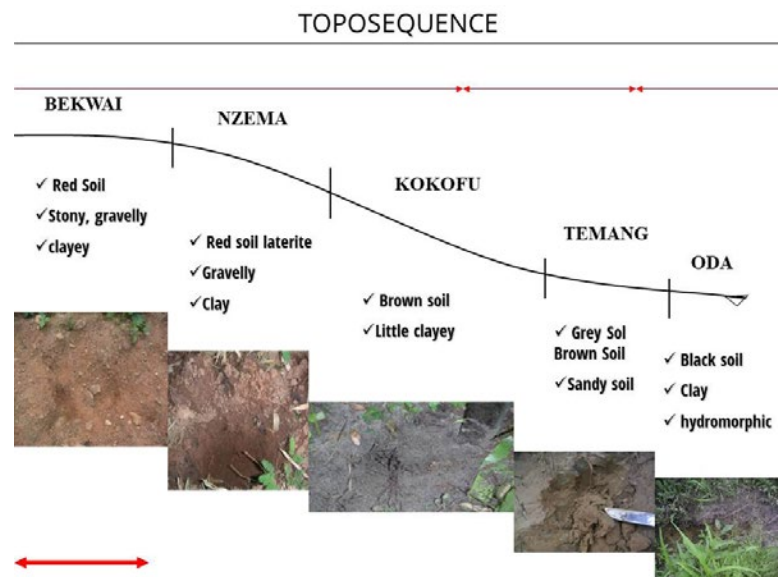 TOPOSEQUENCE
BEKWAI
✓ Red Soil
✓ Stony, gravelly
✓ clayey
NZEMA
✓ Red soil laterite
✓ Gravelly
✓ Clay
KOKOFU
✓ Brown soil
✓ Little clayey
TEMANG
✓ Grey Sol
Brown Soil
✓ Sandy soil
ODA
✓ Black soil
✓ Clay
✓ hydromorphic